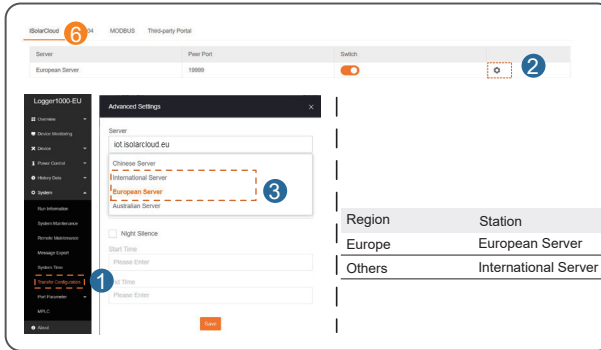 iSolarCloud 6 04 MODBUS Third-party Portal
Server Peer Port Switch
European Server 19999 2
Logger1000-EU
Overview
Device Monitoring
Device
Power Control
History Data
System
Run Information
System Maintenance
Remote Maintenance
Message Export
System Time
Transfer Configuration 1
Port Parameter
MPLC
About
Advanced Settings ×
Server
iot.isolarcloud.eu
Chinese Server
International Server
European Server 3
Australian Server
Night Silence
Start Time
Please Enter
nd Time
Please Enter
Save
Region Station
Europe European Server
Others International Server